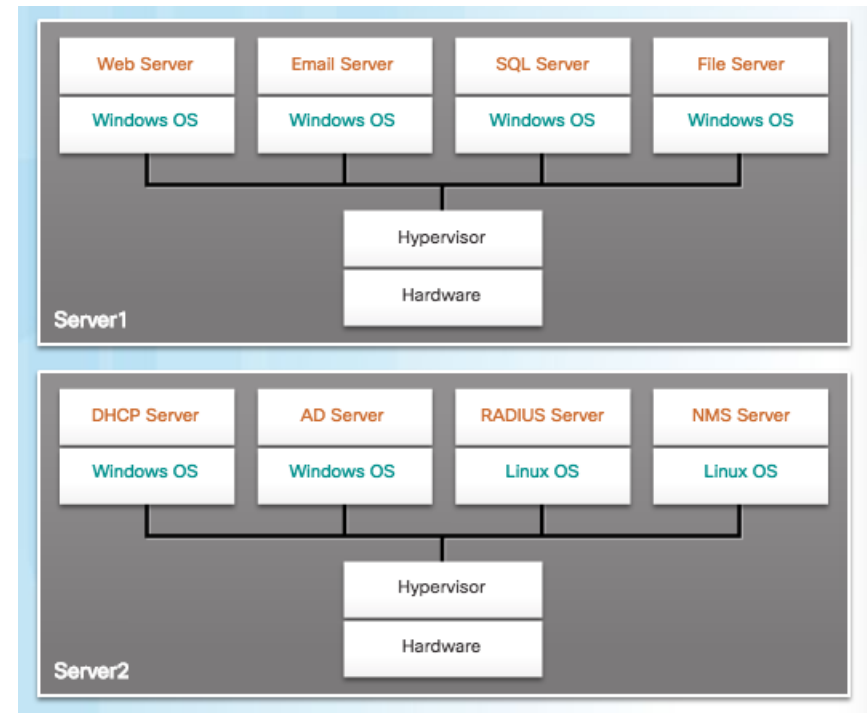 Web Server
Email Server
SQL Server
File Server
Windows OS
Windows OS
Windows OS
Windows OS
Hypervisor
Hardware
Server1
DHCP Server
AD Server
RADIUS Server
NMS Server
Windows OS
Windows OS
Linux OS
Linux OS
Hypervisor
Hardware
Server2